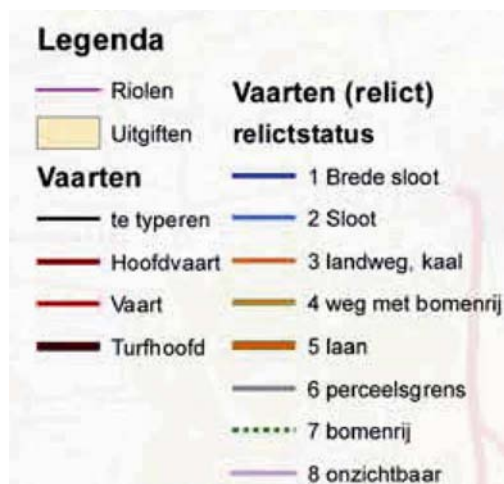 Legenda
Riolen
Uitgiften
Vaarten
te typeren
Hoofdvaart
Vaart
Turfhoofd
Vaarten (relict)
relictstatus
1 Brede sloot
2 Sloot
3 landweg, kaal
4 weg met bomenrij
5 laan
6 perceelsgrens
7 bomenrij
8 onzichtbaar